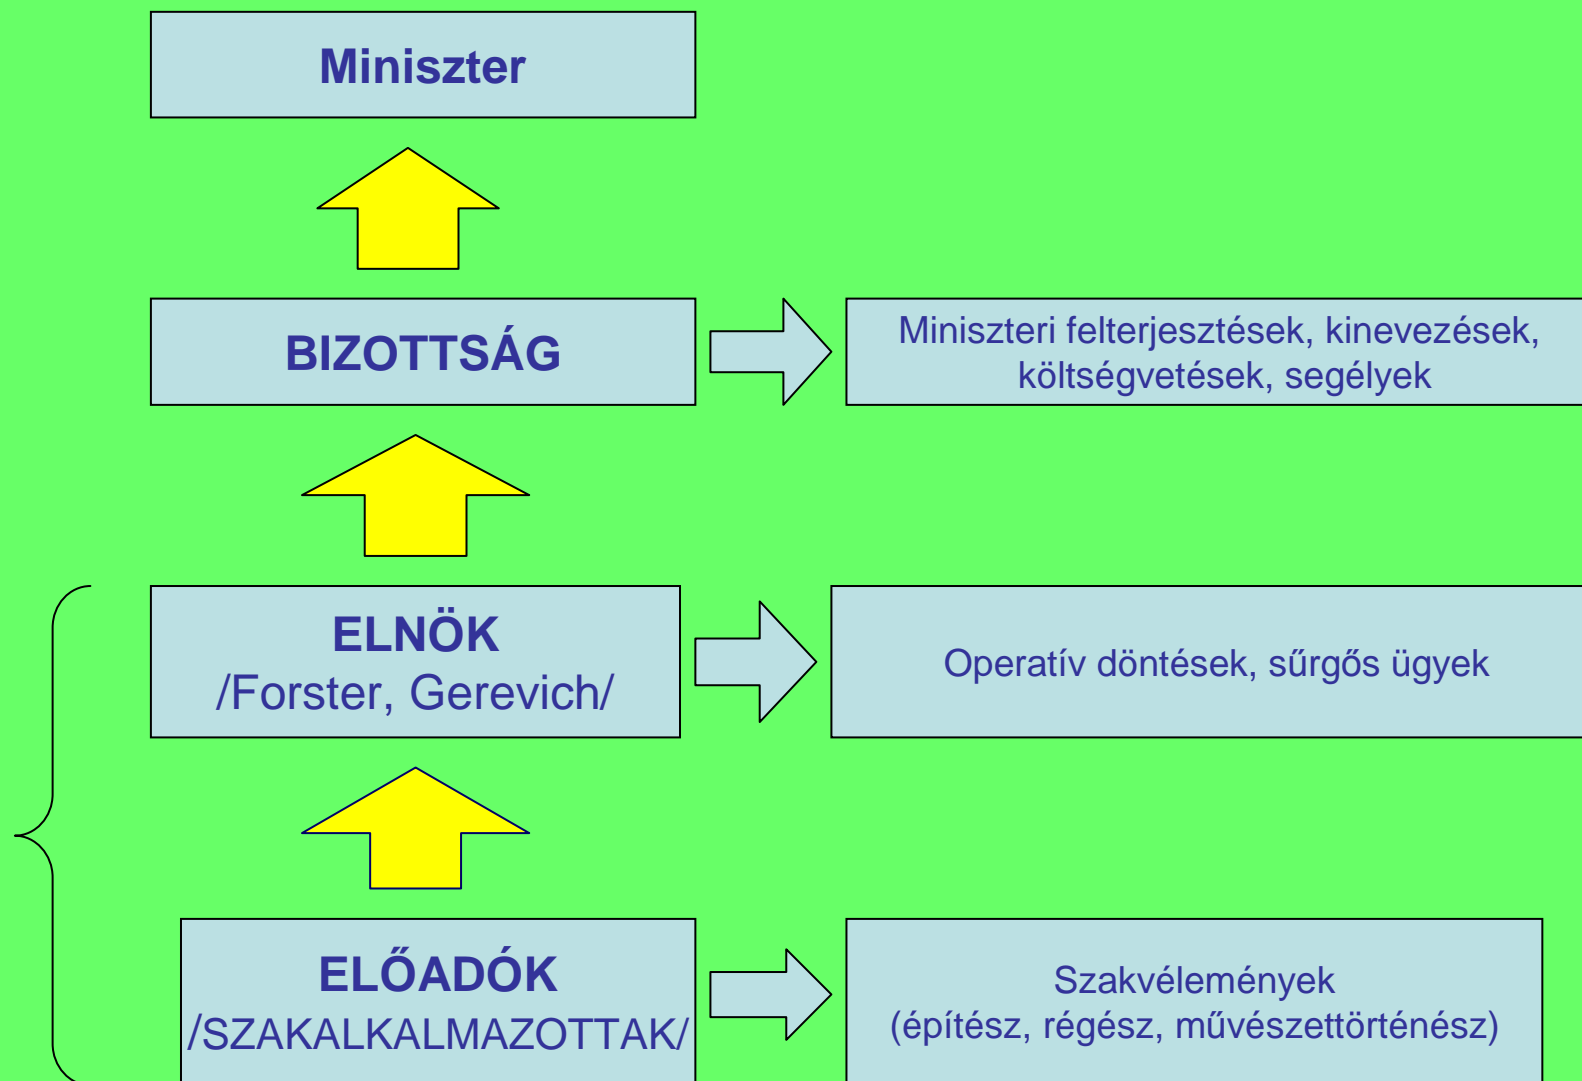 Miniszter
BIZOTTSÁG
Miniszteri felterjesztések, kinevezések,
költségvetések, segélyek
ELNÖK
/Forster, Gerevich/
Operatív döntések, sűrgős ügyek
ELŐADÓK
/SZAKALKALMAZOTTAK/
Szakvélemények
(építész, régész, művészettörténész)